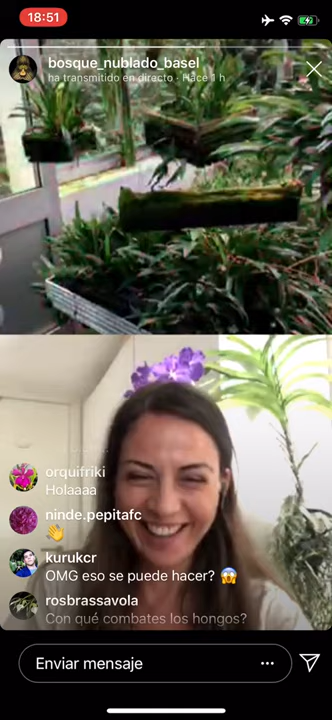 18:51
bosque_nublado_basel
ha transmitido en directo · Hace 1 h
orquifriki
Holaaaa
ninde.pepitafc
👋
kurukcr
OMG eso se puede hacer? 😱
rosbrassavola
Con qué combates los hongos?
Enviar mensaje